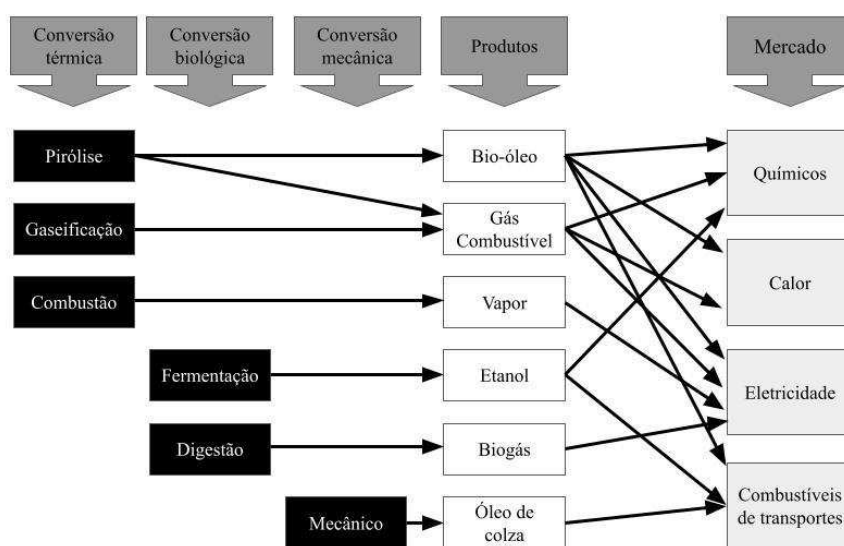 Conversão
térmica
Conversão
biológica
Conversão
mecânica
Produtos
Mercado
Pirólise
Bio-óleo
Químicos
Gaseificação
Gás
Combustível
Calor
Combustão
Vapor
Fermentação
Etanol
Eletricidade
Digestão
Biogás
Combustíveis
de transportes
Mecânico
Óleo de
colza